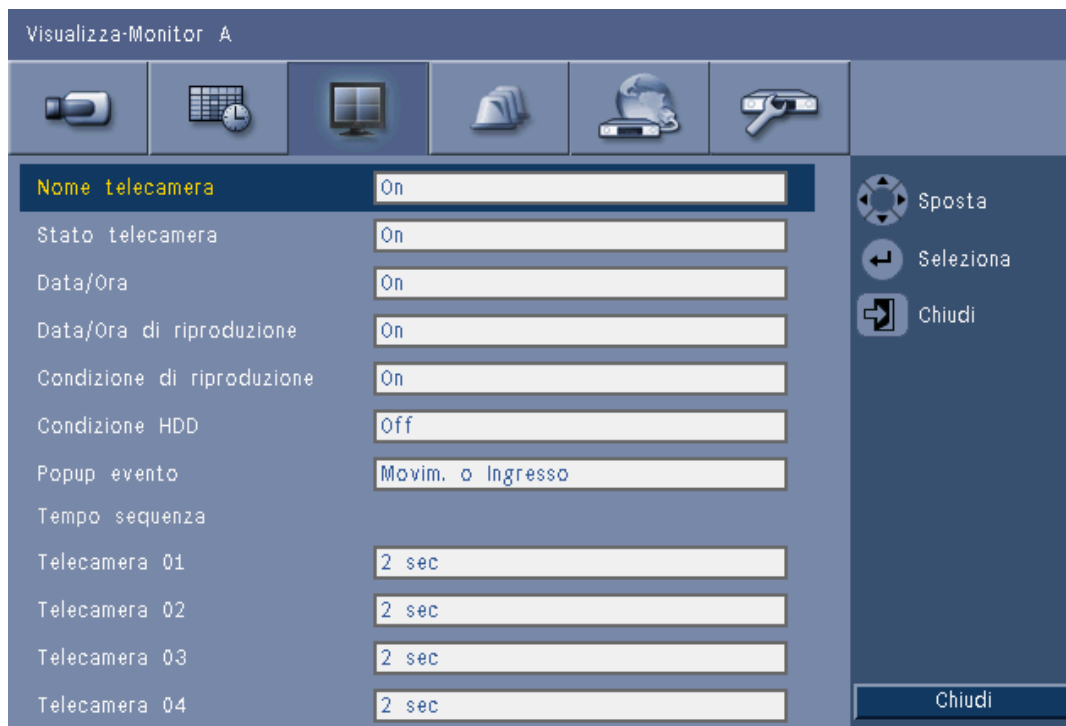 Visualizza-Monitor A
Nome telecamera On
Stato telecamera On
Data/Ora On
Data/Ora di riproduzione On
Condizione di riproduzione On
Condizione HDD Off
Popup evento Movim. o Ingresso
Tempo sequenza
Telecamera 01 2 sec
Telecamera 02 2 sec
Telecamera 03 2 sec
Telecamera 04 2 sec
Sposta
Seleziona
Chiudi
Chiudi